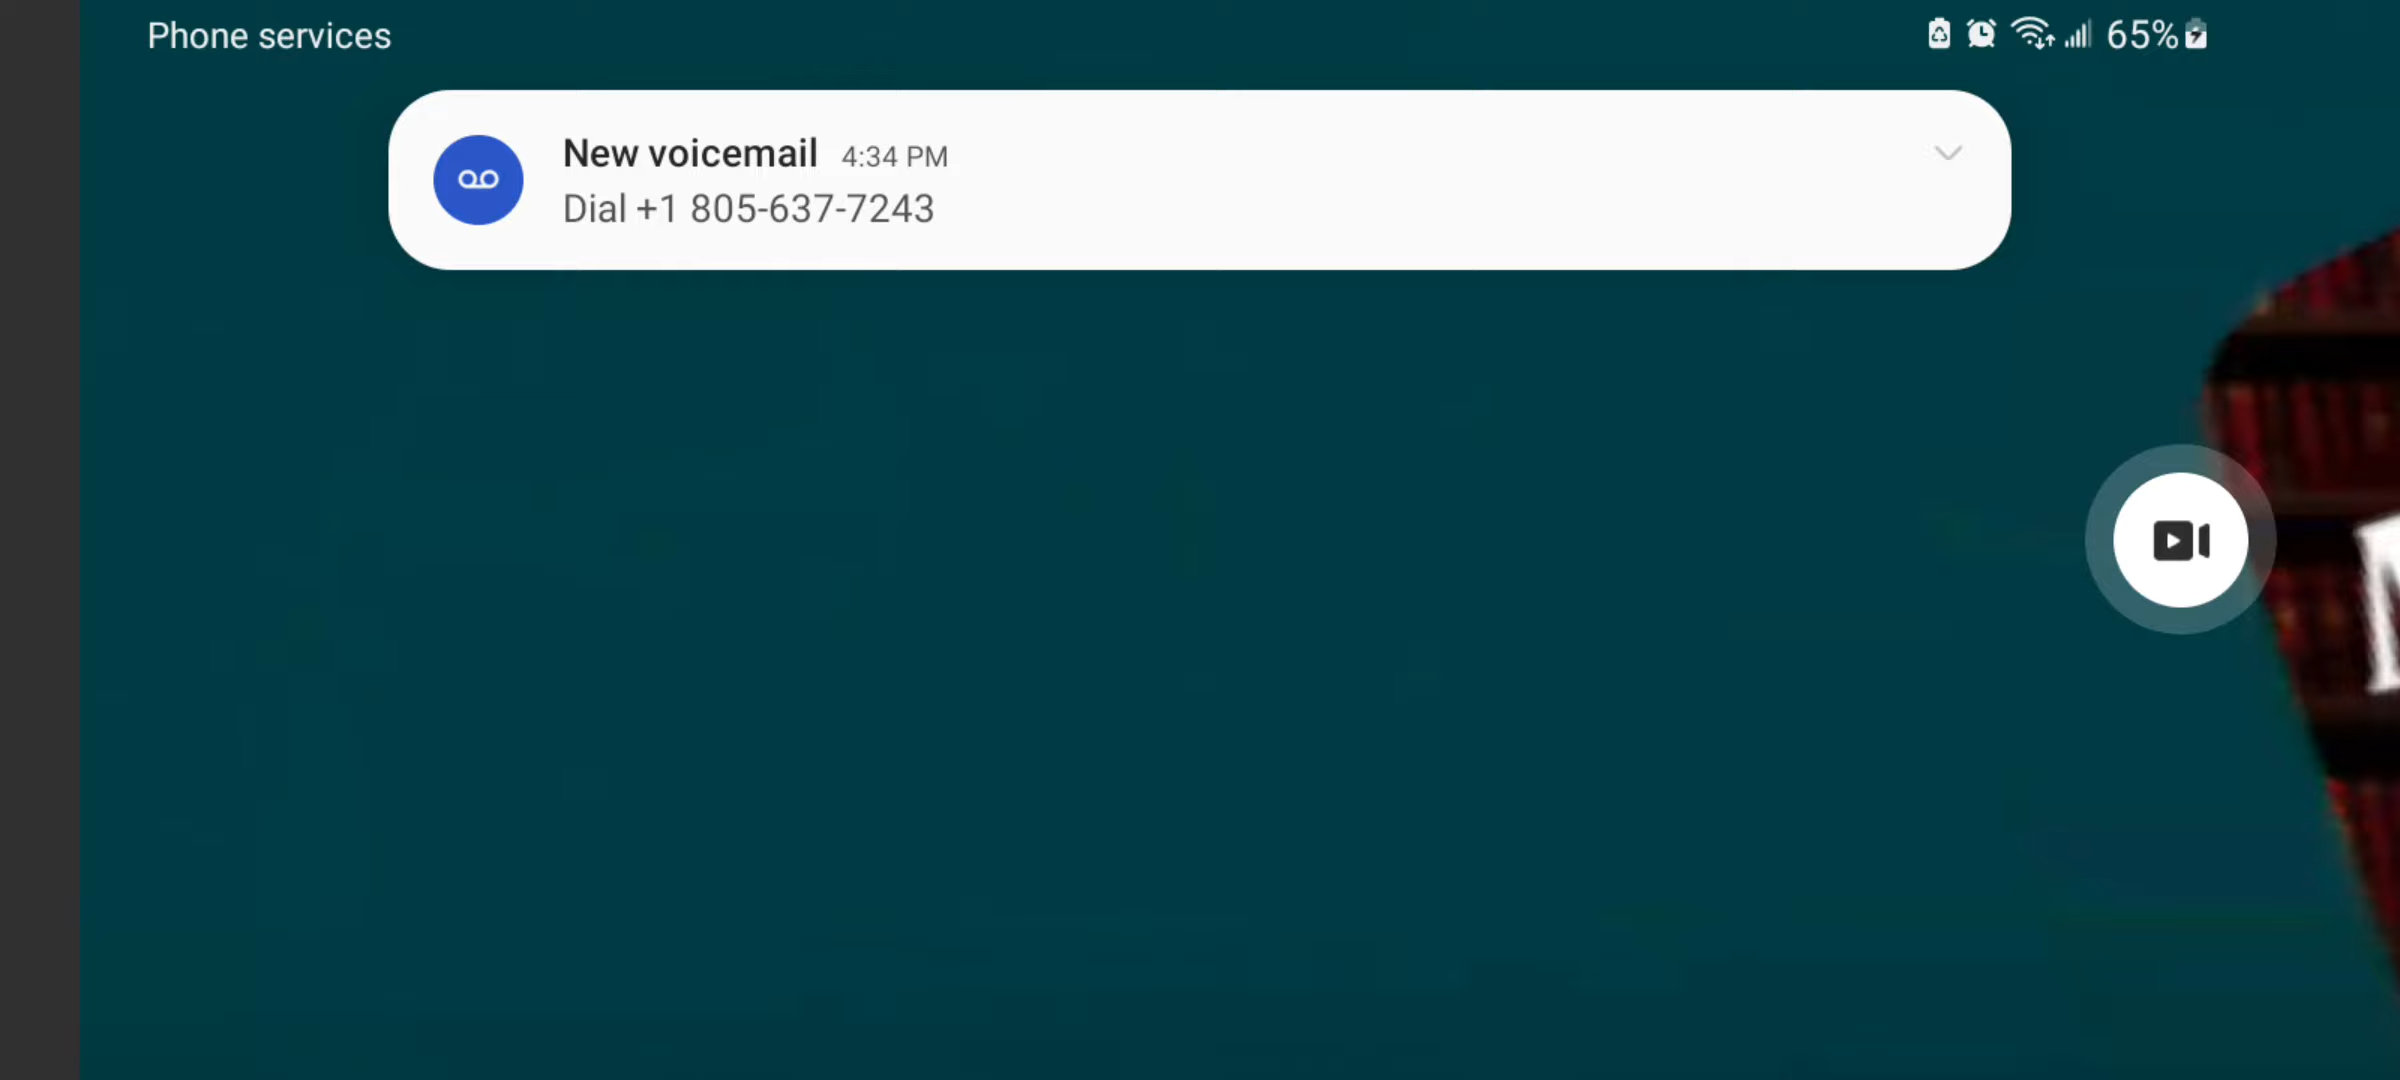 Phone services
65%
New voicemail 4:34 PM
Dial +1 805-637-7243